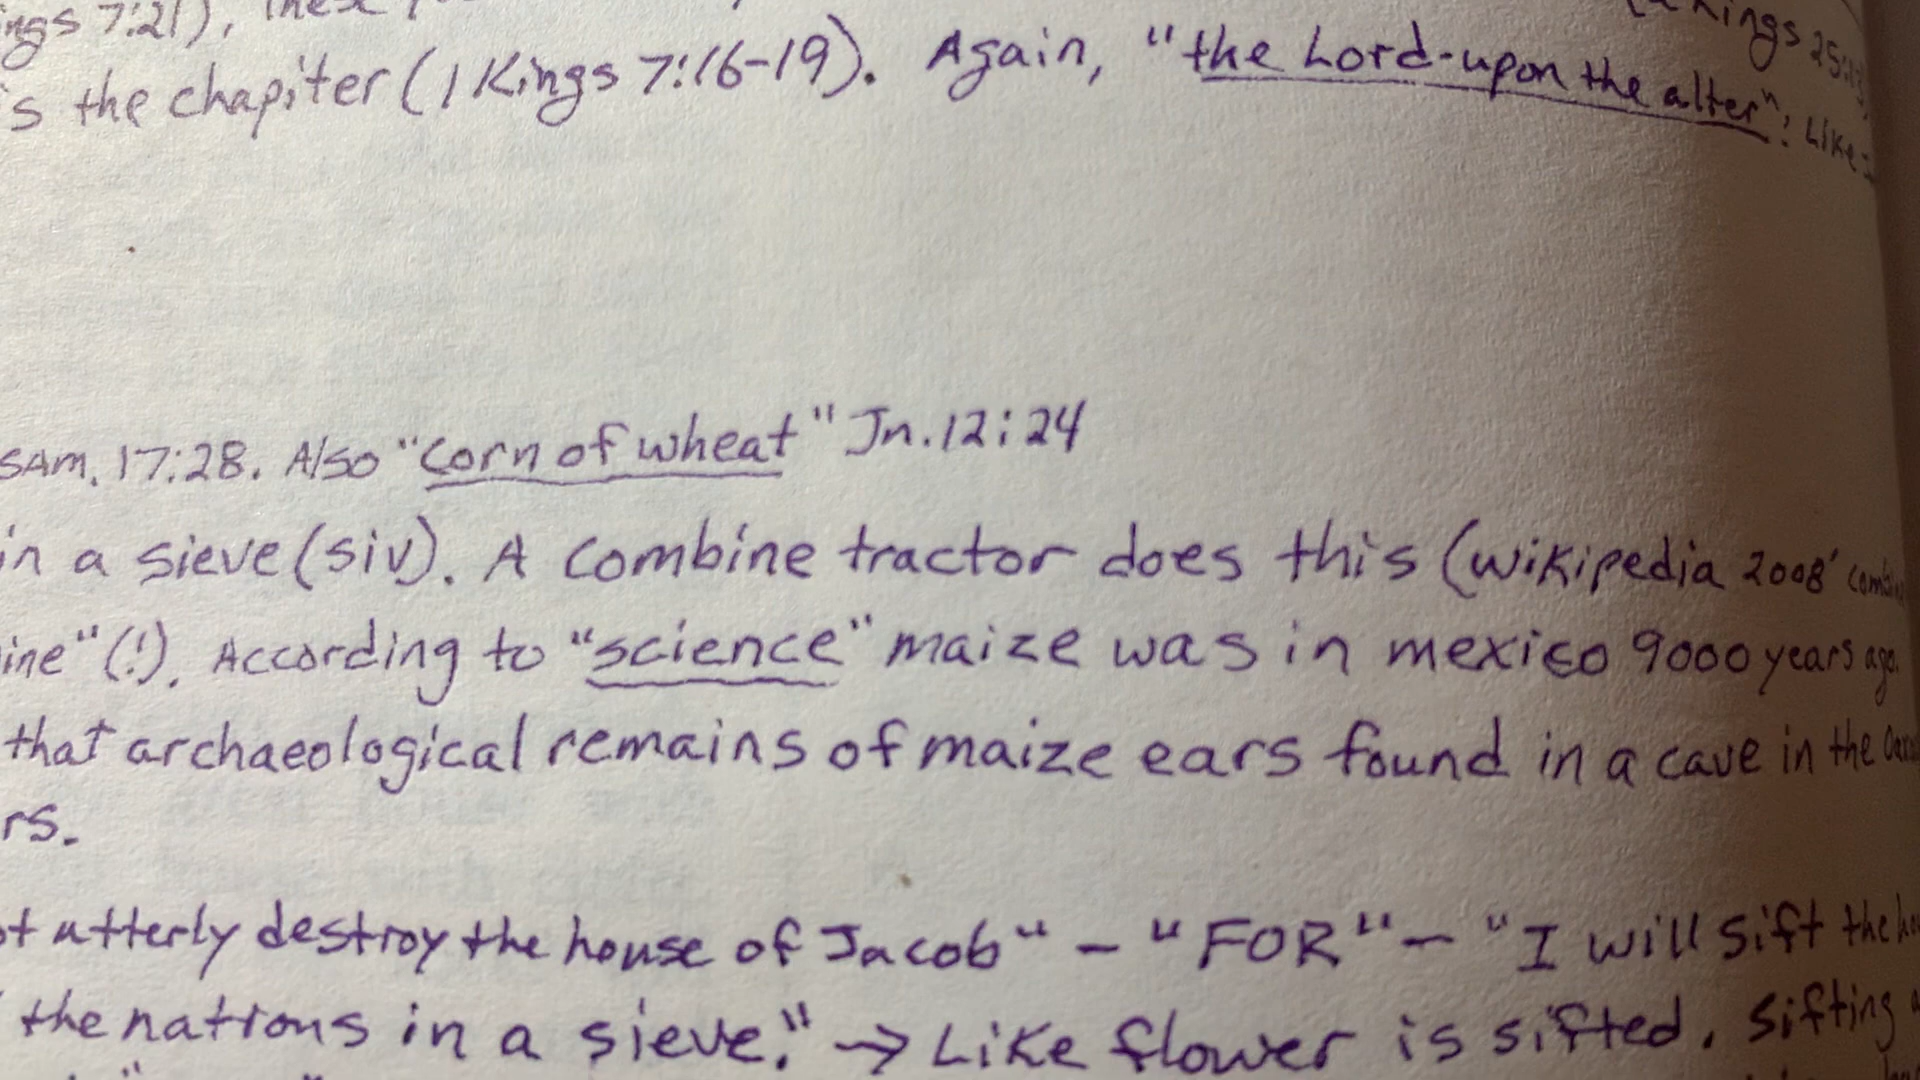 ings 7:21), These
Kings 25:
's the chapiter (1 Kings 7:16-19). Again, "the Lord-upon the alter"; Like
SAm. 17:28. Also "corn of wheat" Jn. 12:24
in a sieve (siv). A combine tractor does this (wikipedia 2008'
ine" (!). According to "science" maize was in mexico 9000 years ago.
that archaeological remains of maize ears found in a cave in the
rs.
utterly destroy the house of Jacob" - "FOR" - "I will sift the
the nations in a sieve." → Like flower is sifted. Sifting